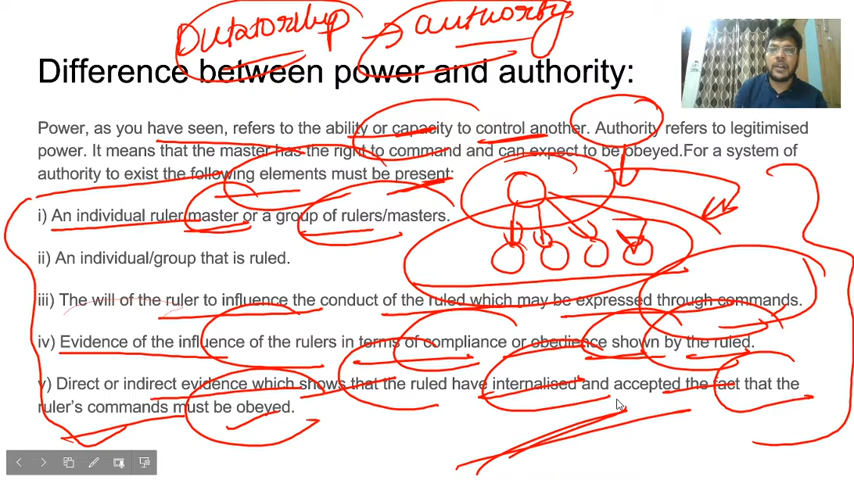 Dictatorship → authority
Difference between power and authority:
Power, as you have seen, refers to the ability or capacity to control another. Authority refers to legitimised
power. It means that the master has the right to command and can expect to be obeyed.For a system of
authority to exist the following elements must be present:
i) An individual ruler master or a group of rulers/masters.
ii) An individual/group that is ruled.
iii) The will of the ruler to influence the conduct of the ruled which may be expressed through commands.
iv) Evidence of the influence of the rulers in terms of compliance or obedience shown by the ruled.
v) Direct or indirect evidence which shows that the ruled have internalised and accepted the fact that the
ruler's commands must be obeyed.